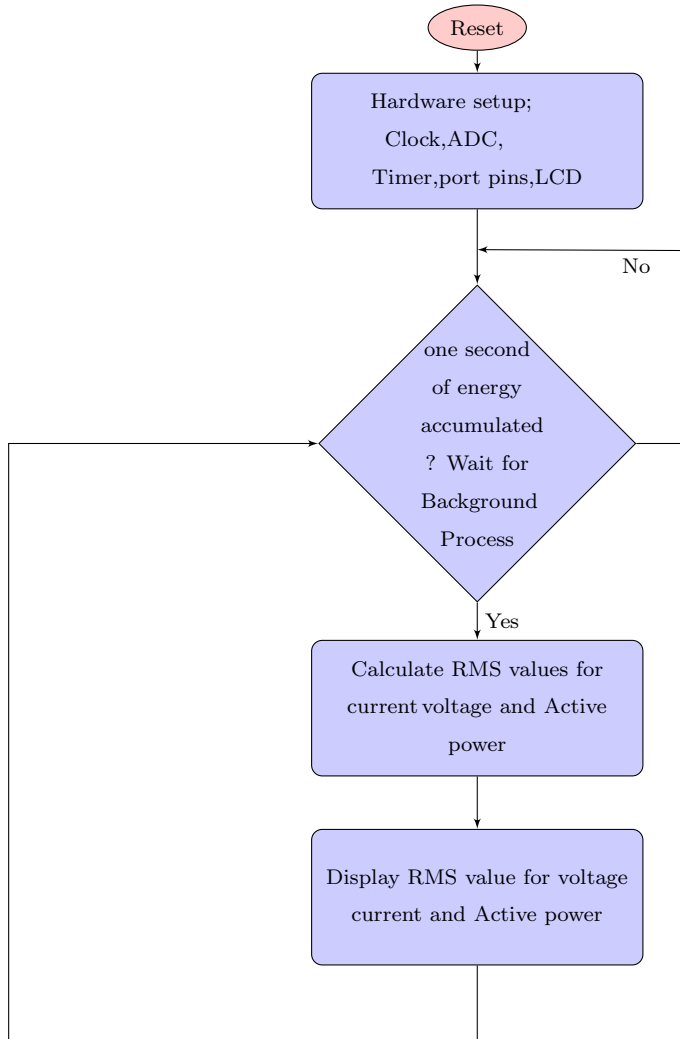 Reset
Hardware setup;
Clock,ADC,
Timer,port pins,LCD
No
one second
of energy
accumulated
? Wait for
Background
Process
Yes
Calculate RMS values for
current voltage and Active
power
Display RMS value for voltage
current and Active power